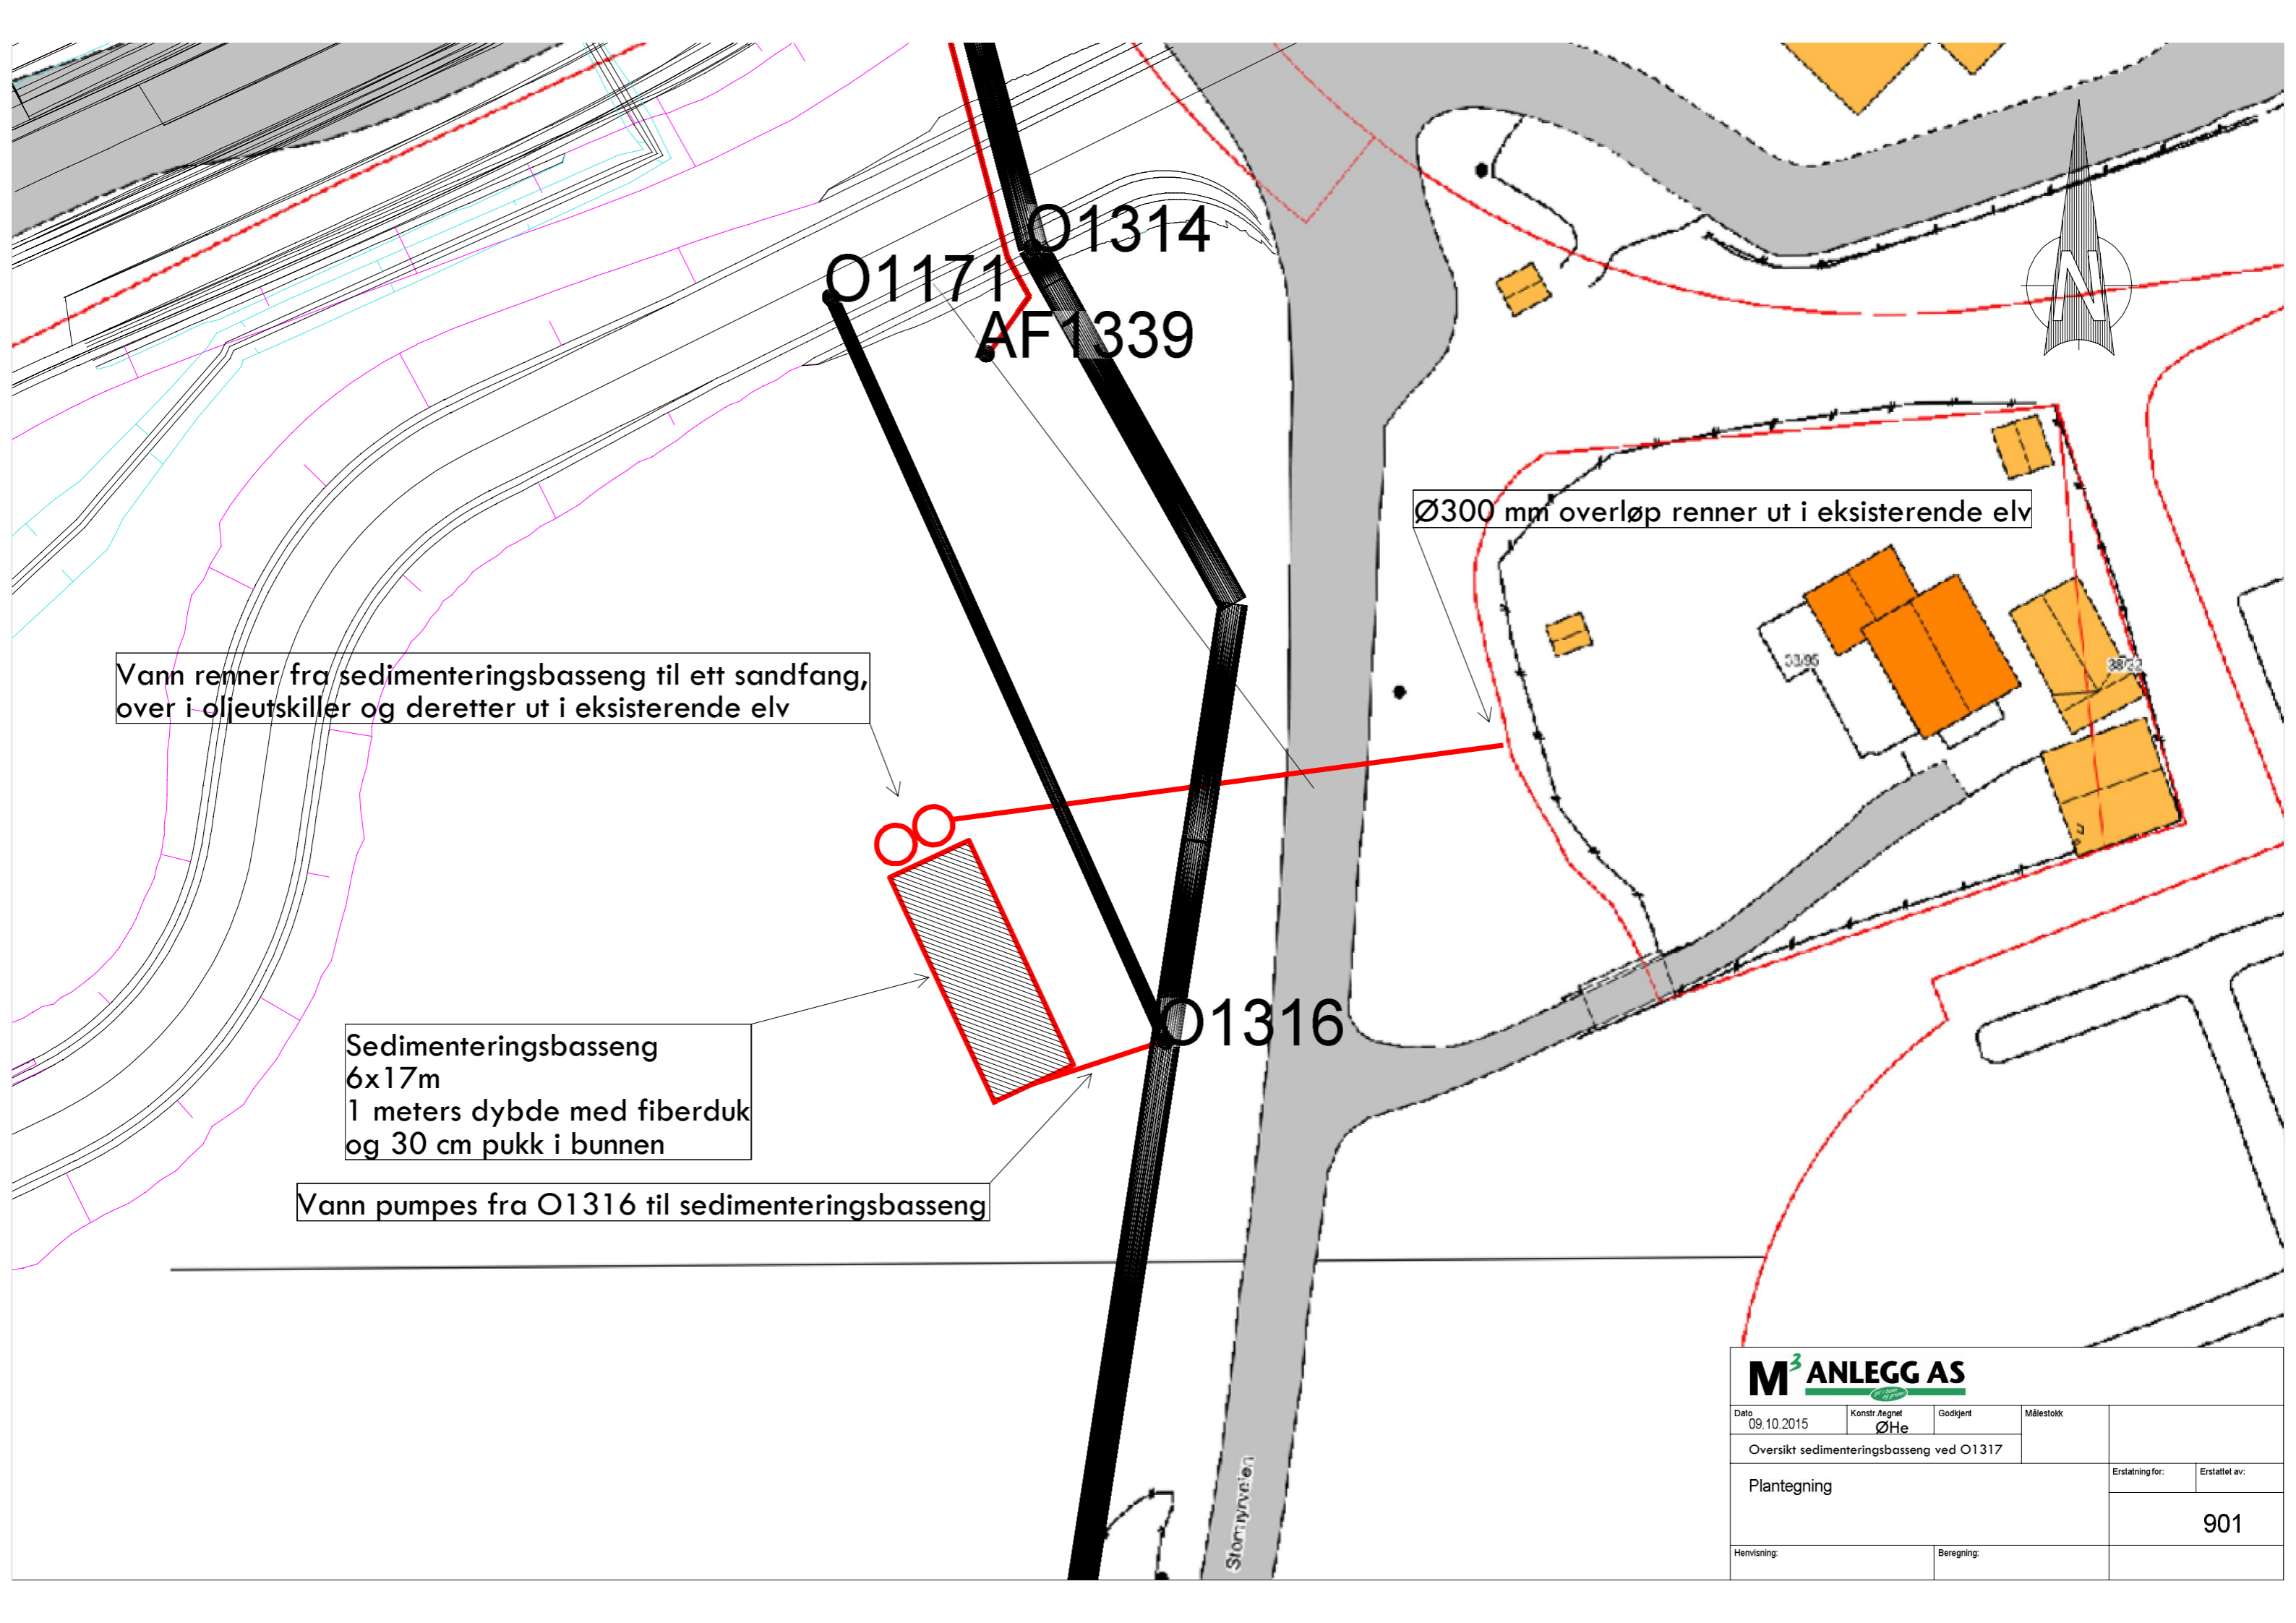 O1314
O1171
AF1339
N
Ø300 mm overløp renner ut i eksisterende elv
Vann renner fra sedimenteringsbasseng til ett sandfang,
over i oljeutskiller og deretter ut i eksisterende elv
O1316
Sedimenteringsbasseng
6x17m
1 meters dybde med fiberduk
og 30 cm pukk i bunnen
Vann pumpes fra O1316 til sedimenteringsbasseng
M3 ANLEGG AS
Dato
09.10.2015
Konstr./tegnet
ØHe
Godkjent
Målestokk
Oversikt sedimenteringsbasseng ved O1317
Plantegning
Erstatning for:
Erstattet av:
901
Henvisning:
Beregning: